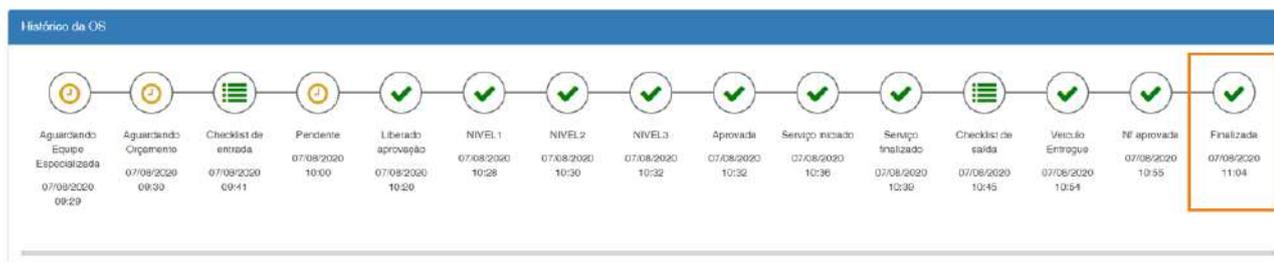 Histórico da OS
Aguardando
Equipe
Especializada
07/08/2020
09:29
Aguardando
Orçamento
07/08/2020
09:30
Checklist de
entrada
07/08/2020
09:41
Pendente
07/08/2020
10:00
Liberado
aprovação
07/08/2020
10:20
NIVEL1
07/08/2020
10:28
NIVEL2
07/08/2020
10:30
NIVEL3
07/08/2020
10:32
Aprovada
07/08/2020
10:32
Serviço iniciado
07/08/2020
10:36
Serviço
finalizado
07/08/2020
10:39
Checklist de
saída
07/08/2020
10:45
Veiculo
Entregue
07/08/2020
10:54
Nf aprovada
07/08/2020
10:55
Finalizada
07/08/2020
11:04